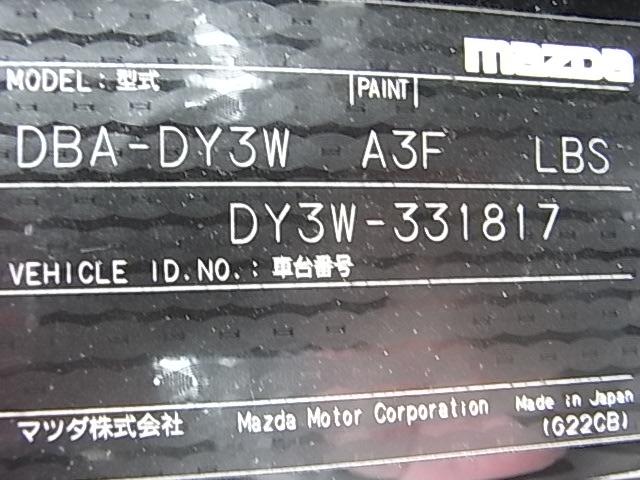 mazda
MODEL : 型式 PAINT
DBA-DY3W A3F LBS
DY3W-331817
VEHICLE ID.NO. : 車台番号
マツダ株式会社 Mazda Motor Corporation Made in Japan
(G22CB)